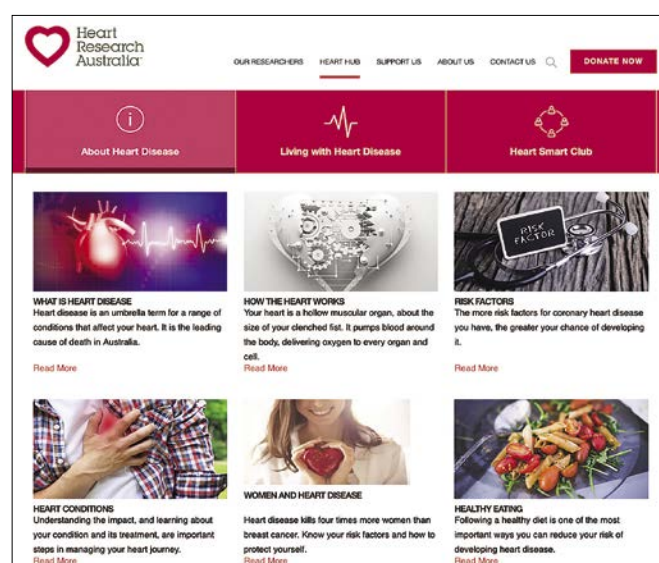 Heart
Research
Australia
OUR RESEARCHERS HEART HUB SUPPORT US ABOUT US CONTACT US DONATE NOW
About Heart Disease
Living with Heart Disease
Heart Smart Club
RISK
FACTOR
WHAT IS HEART DISEASE
Heart disease is an umbrella term for a range of
conditions that affect your heart. It is the leading
cause of death in Australia.
Read More
HOW THE HEART WORKS
Your heart is a hollow muscular organ, about the
size of your clenched fist. It pumps blood around
the body, delivering oxygen to every organ and
cell.
Read More
RISK FACTORS
The more risk factors for coronary heart disease
you have, the greater your chance of developing
it.
Read More
HEART CONDITIONS
Understanding the impact, and learning about
your condition and its treatment, are important
steps in managing your heart journey.
Read More
WOMEN AND HEART DISEASE
Heart disease kills four times more women than
breast cancer. Know your risk factors and how to
protect yourself.
Read More
HEALTHY EATING
Following a healthy diet is one of the most
important ways you can reduce your risk of
developing heart disease.
Read More